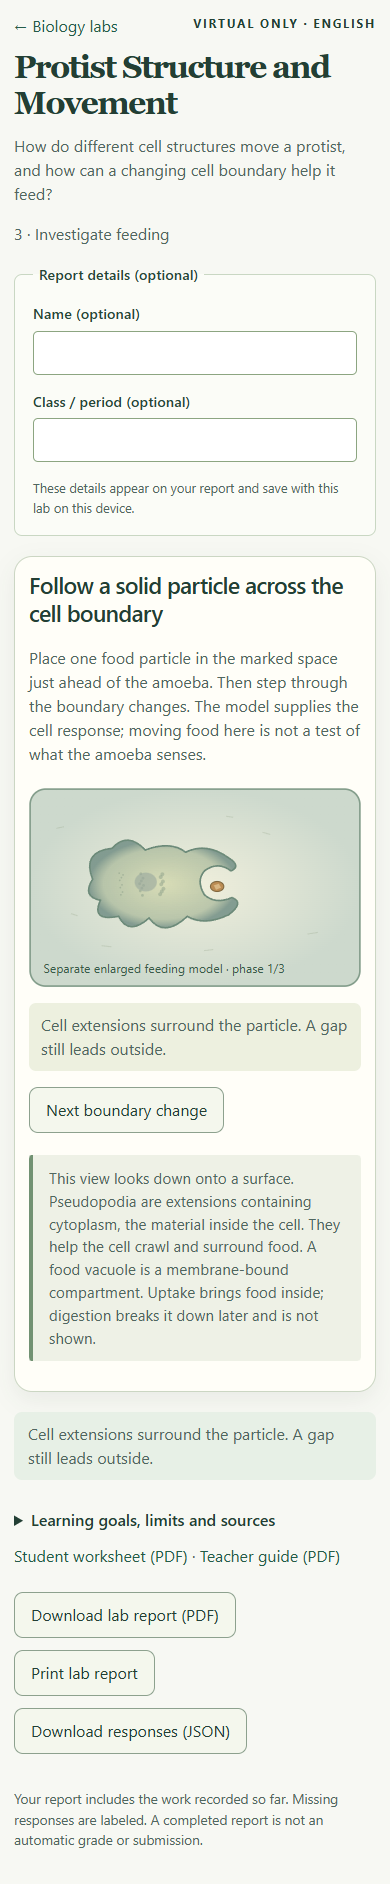 ← Biology labs
VIRTUAL ONLY · ENGLISH
Protist Structure and
Movement
How do different cell structures move a protist,
and how can a changing cell boundary help it
feed?
3 · Investigate feeding
Report details (optional)
Name (optional)
Class / period (optional)
These details appear on your report and save with this
lab on this device.
Follow a solid particle across the
cell boundary
Place one food particle in the marked space
just ahead of the amoeba. Then step through
the boundary changes. The model supplies the
cell response; moving food here is not a test of
what the amoeba senses.
Separate enlarged feeding model · phase 1/3
Cell extensions surround the particle. A gap
still leads outside.
Next boundary change
This view looks down onto a surface.
Pseudopodia are extensions containing
cytoplasm, the material inside the cell. They
help the cell crawl and surround food. A
food vacuole is a membrane-bound
compartment. Uptake brings food inside;
digestion breaks it down later and is not
shown.
Cell extensions surround the particle. A gap
still leads outside.
▶ Learning goals, limits and sources
Student worksheet (PDF) · Teacher guide (PDF)
Download lab report (PDF)
Print lab report
Download responses (JSON)
Your report includes the work recorded so far. Missing
responses are labeled. A completed report is not an
automatic grade or submission.